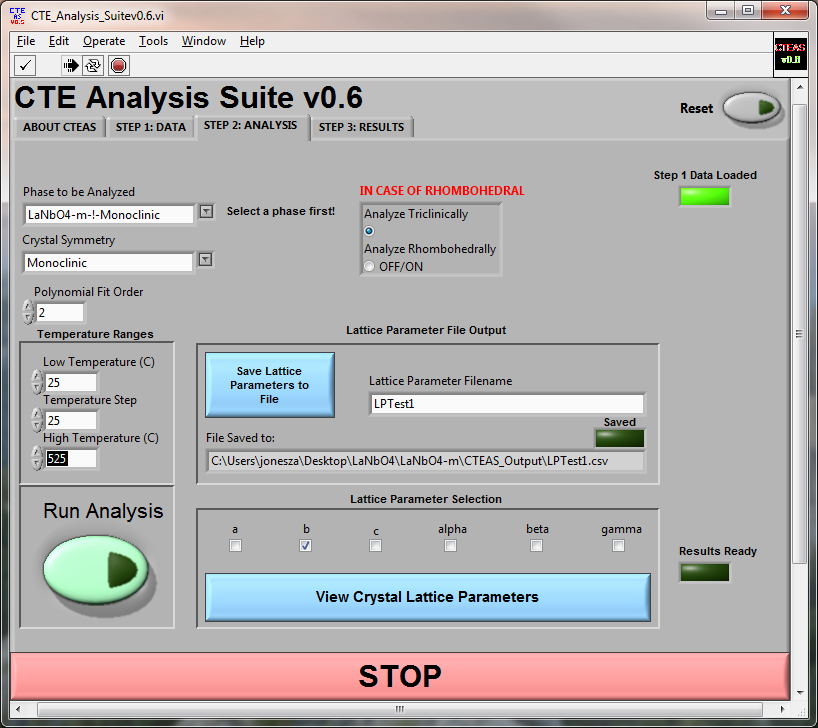 CTE
AS
v0.5
CTE_Analysis_Suitev0.6.vi
File Edit Operate Tools Window Help
CTEAS
v0.II
CTE Analysis Suite v0.6
Reset
ABOUT CTEAS STEP 1: DATA STEP 2: ANALYSIS STEP 3: RESULTS
Step 1 Data Loaded
Phase to be Analyzed
LaNbO4-m-!-Monoclinic
Select a phase first!
IN CASE OF RHOMBOHEDRAL
Analyze Triclinically
Analyze Rhombohedrally
OFF/ON
Crystal Symmetry
Monoclinic
Polynomial Fit Order
2
Temperature Ranges
Low Temperature (C)
25
Temperature Step
25
High Temperature (C)
525
Lattice Parameter File Output
Save Lattice
Parameters to
File
Lattice Parameter Filename
LPTest1
Saved
File Saved to:
C:\Users\jonesza\Desktop\LaNbO4\LaNbO4-m\CTEAS_Output\LPTest1.csv
Run Analysis
Lattice Parameter Selection
a b c alpha beta gamma
View Crystal Lattice Parameters
Results Ready
STOP